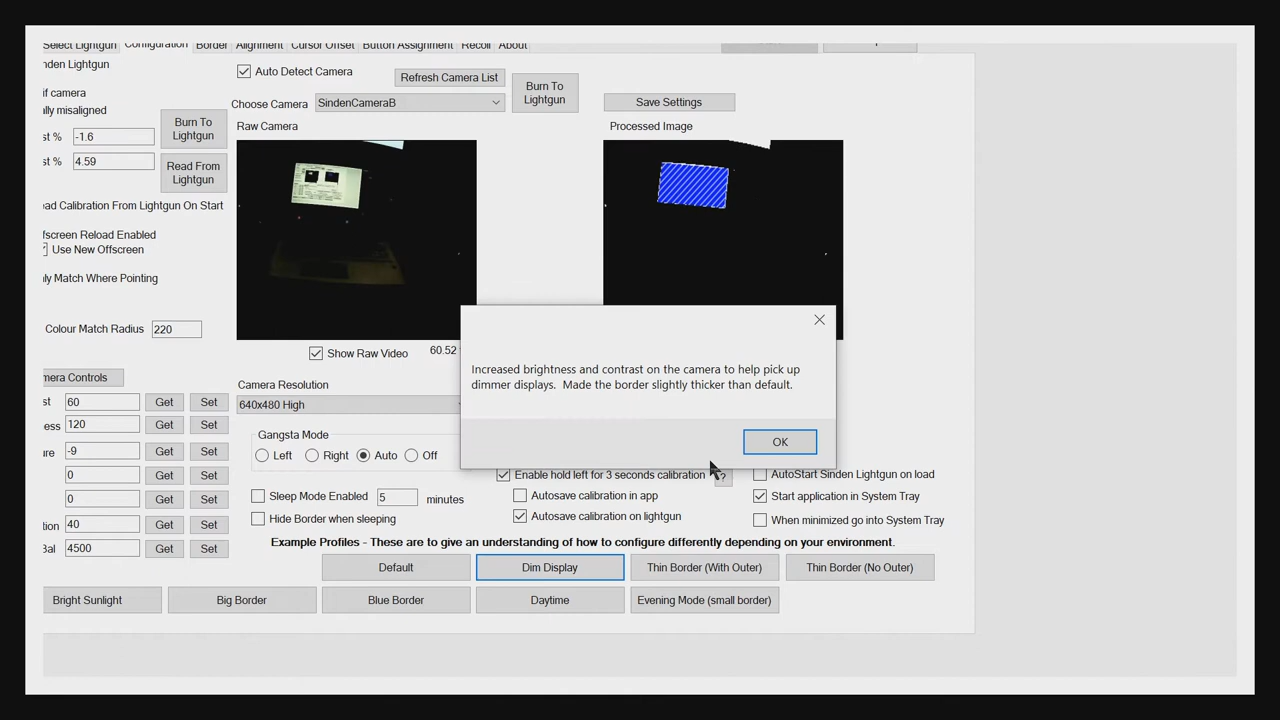 Select Lightgun Configuration Border Alignment Cursor Offset Button Assignment Recoil About
nden Lightgun
Auto Detect Camera
Refresh Camera List
Burn To
Lightgun
Choose Camera SindenCameraB
Save Settings
if camera
lly misaligned
Burn To
Lightgun
st % -1.6
st % 4.59
Read From
Lightgun
Raw Camera
Processed Image
ad Calibration From Lightgun On Start
fscreen Reload Enabled
Use New Offscreen
nly Match Where Pointing
Colour Match Radius 220
Show Raw Video 60.52
mera Controls
st 60 Get Set
ess 120 Get Set
ure -9 Get Set
0 Get Set
0 Get Set
tion 40 Get Set
Bal 4500 Get Set
Camera Resolution
640x480 High
Gangsta Mode
Left Right Auto Off
Sleep Mode Enabled 5 minutes
Hide Border when sleeping
Increased brightness and contrast on the camera to help pick up
dimmer displays. Made the border slightly thicker than default.
OK
Enable hold left for 3 seconds calibration ?
Autosave calibration in app
Autosave calibration on lightgun
AutoStart Sinden Lightgun on load
Start application in System Tray
When minimized go into System Tray
Example Profiles - These are to give an understanding of how to configure differently depending on your environment.
Default Dim Display Thin Border (With Outer) Thin Border (No Outer)
Bright Sunlight Big Border Blue Border Daytime Evening Mode (small border)